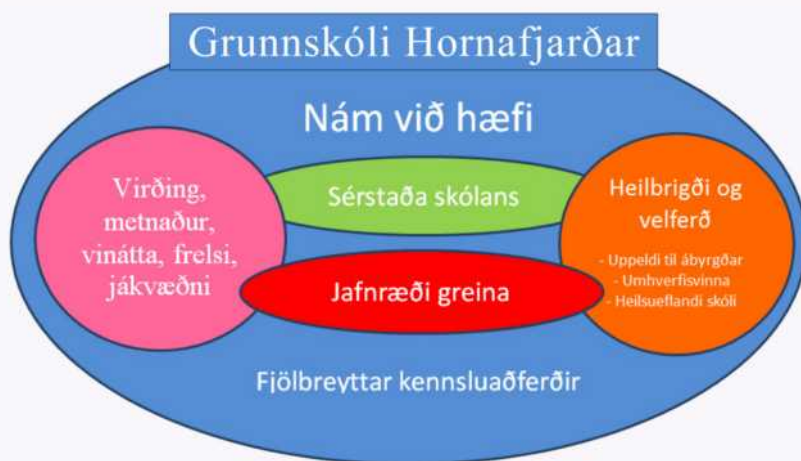 Grunnskóli Hornafjarðar
Nám við hæfi
Virðing,
metnaður,
vinátta, frelsi,
jákvæðni
Sérstaða skólans
Jafnræði greina
Heilbrigði og
velferð
- Uppeldi til ábyrgðar
- Umhverfisvinna
- Heilsueflandi skóli
Fjölbreyttar kennsluaðferðir